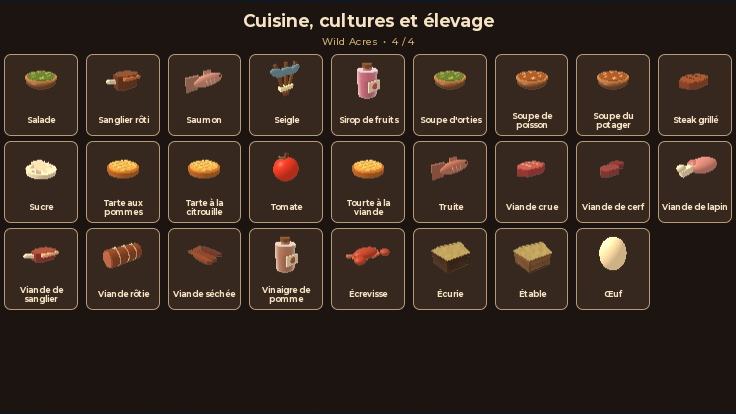 Cuisine, cultures et élevage
Wild Acres • 4 / 4
Salade
Sanglier rôti
Saumon
Seigle
Sirop de fruits
Soupe d'orties
Soupe de
poisson
Soupe du
potager
Steak grillé
Sucre
Tarte aux
pommes
Tarte à la
citrouille
Tomate
Tourte à la
viande
Truite
Viande crue
Viande de cerf
Viande de lapin
Viande de
sanglier
Viande rôtie
Viande séchée
Vinaigre de
pomme
Écrevisse
Écurie
Étable
Œuf